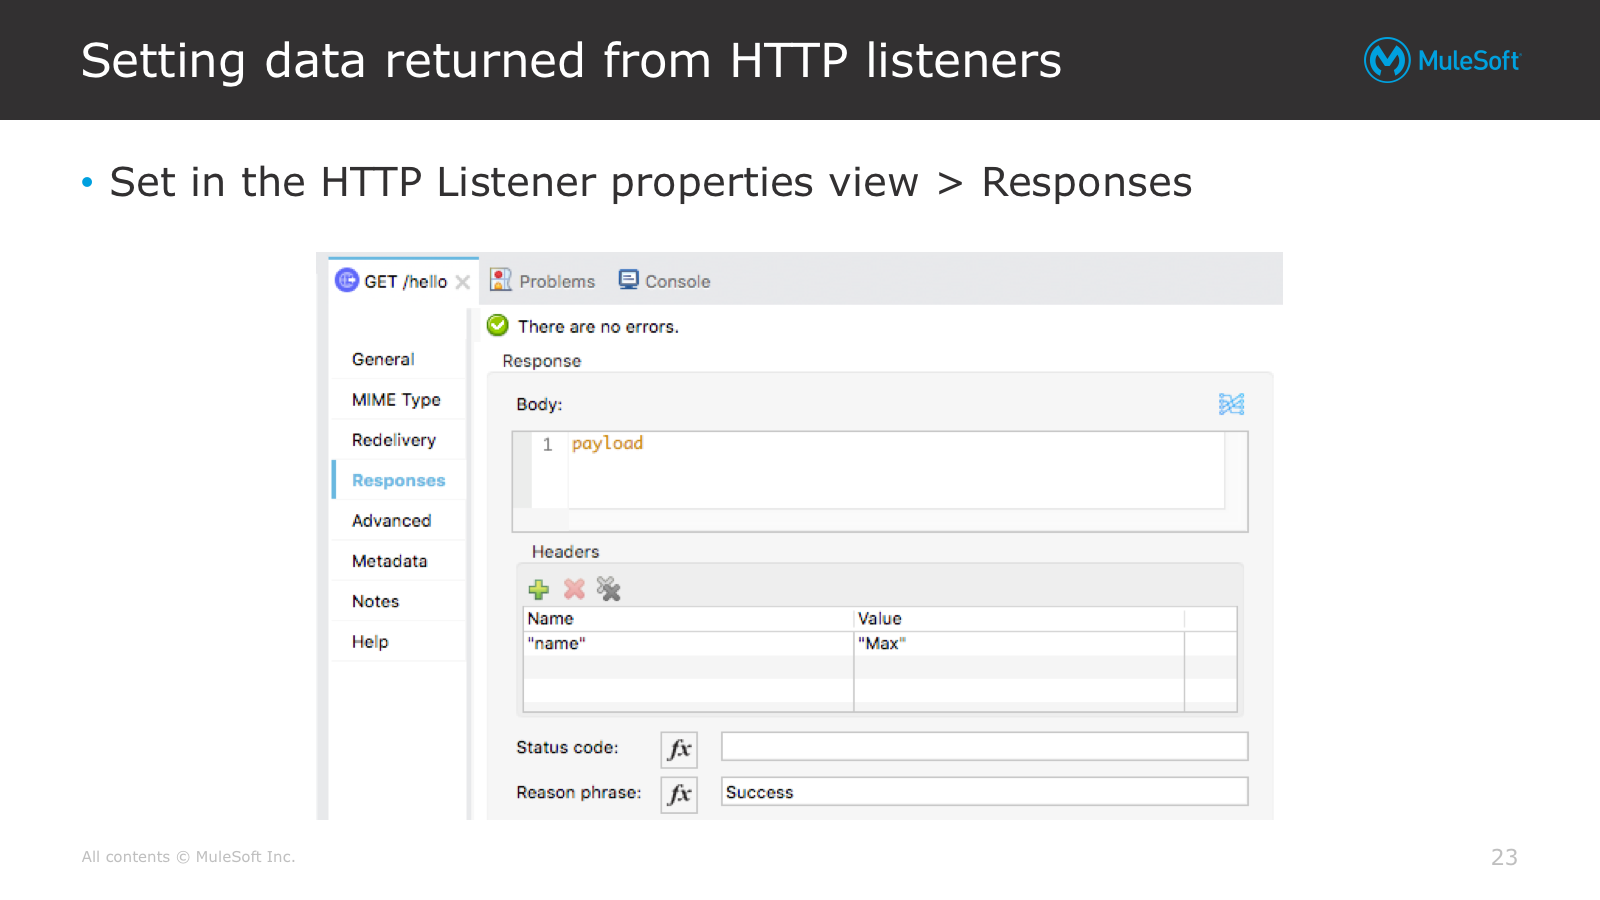 Setting data returned from HTTP listeners
MuleSoft
• Set in the HTTP Listener properties view > Responses
GET /hello
Problems
Console
There are no errors.
General
MIME Type
Redelivery
Responses
Advanced
Metadata
Notes
Help
Response
Body:
1 payload
Headers
Name Value
"name" "Max"
Status code: fx
Reason phrase: fx Success
All contents © MuleSoft Inc.
23